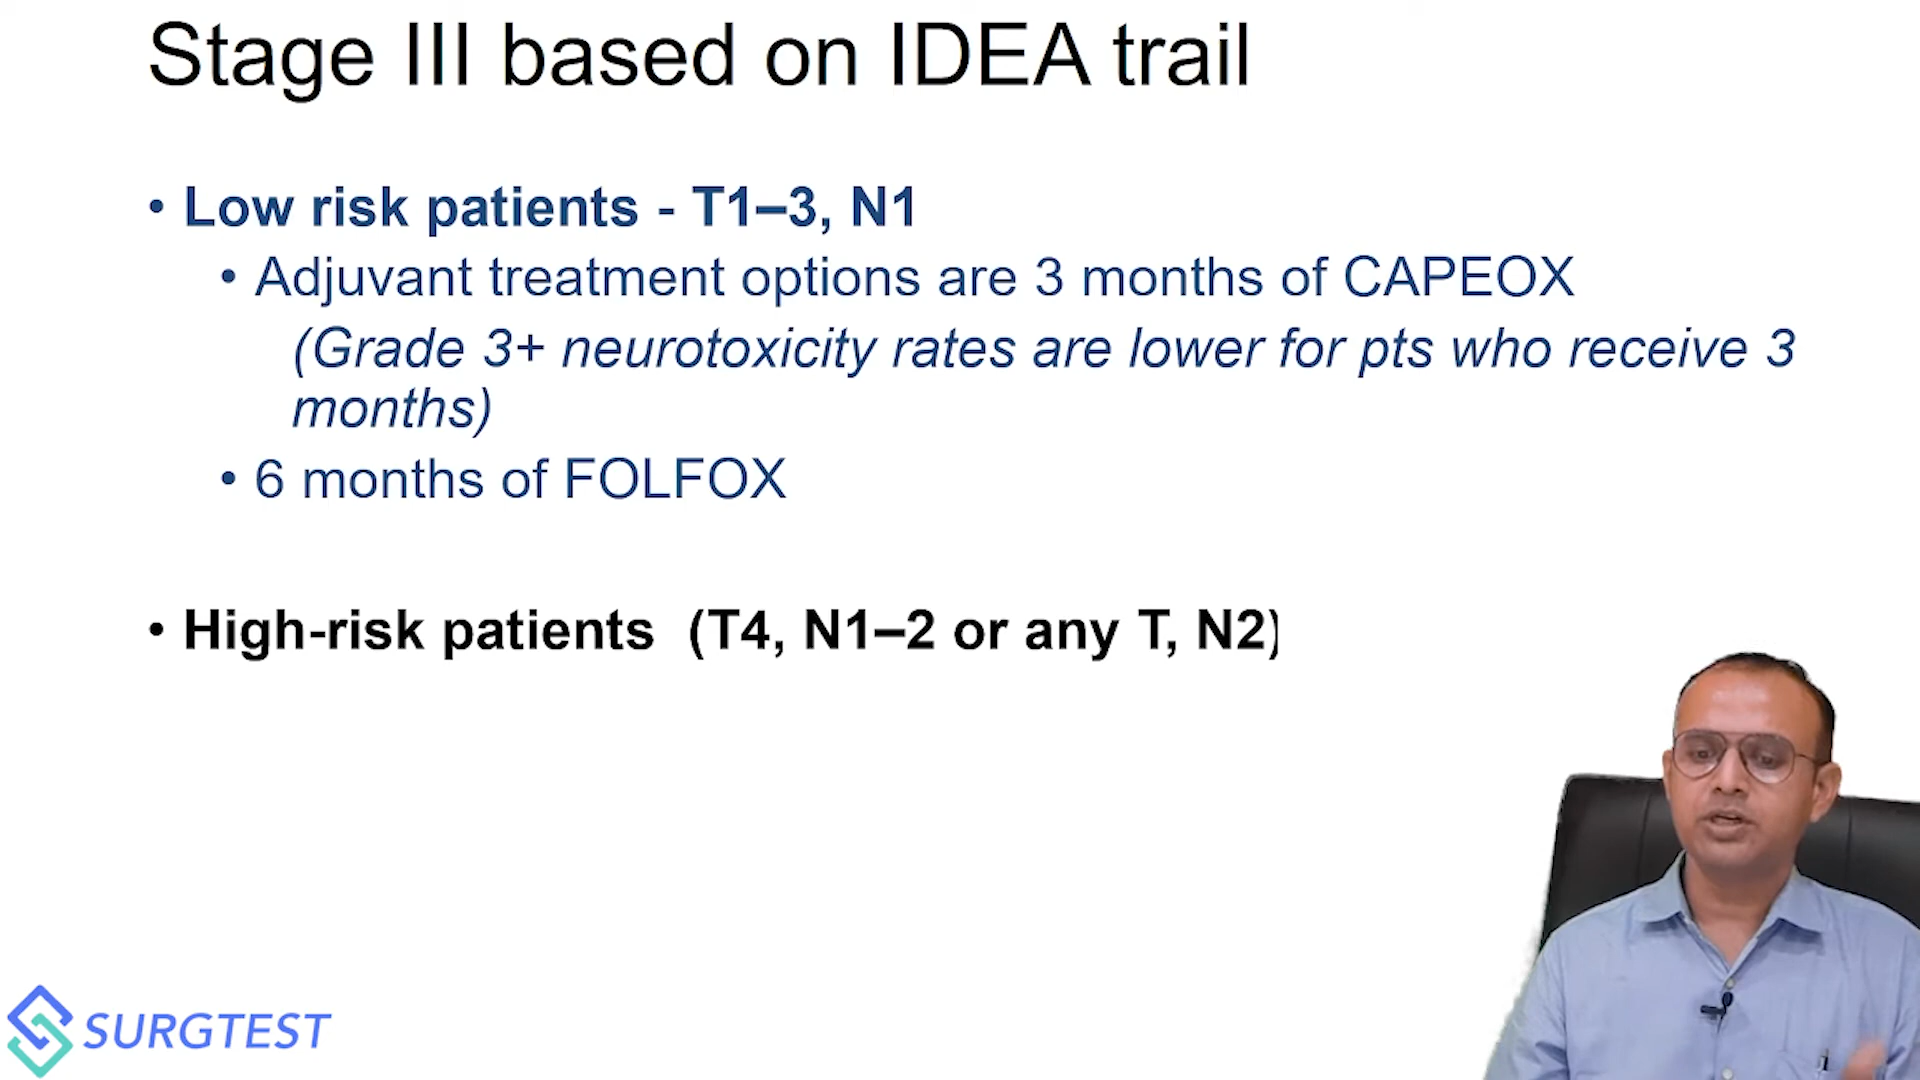 Stage III based on IDEA trail
• Low risk patients - T1–3, N1
• Adjuvant treatment options are 3 months of CAPEOX
(Grade 3+ neurotoxicity rates are lower for pts who receive 3
months)
• 6 months of FOLFOX
• High-risk patients (T4, N1–2 or any T, N2)
SURGTEST